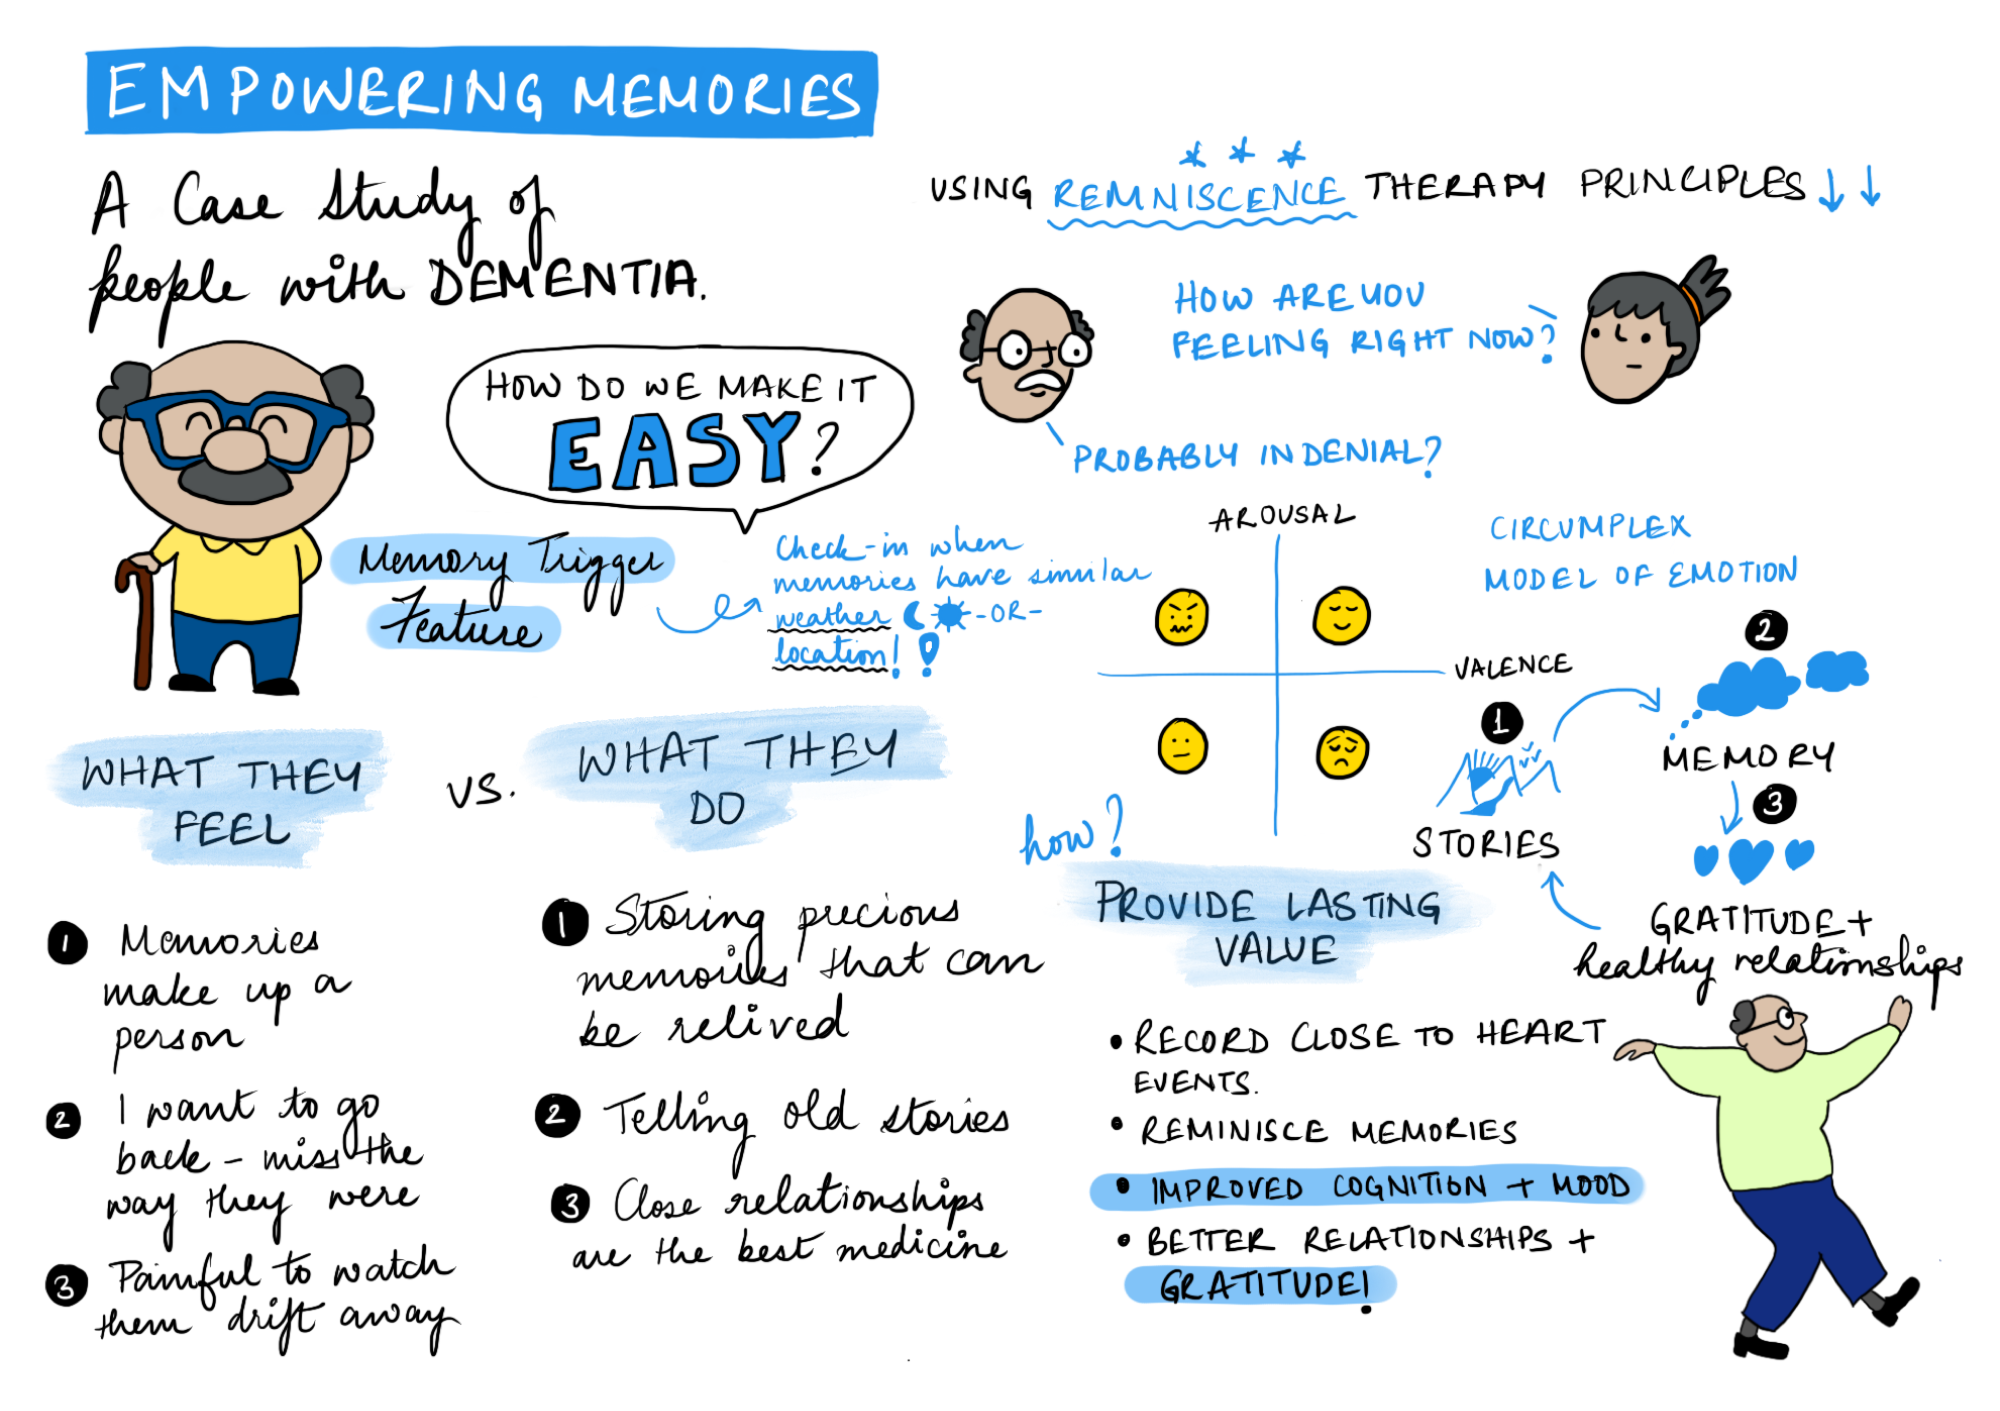 EMPOWERING MEMORIES
A Case Study of
people with DEMENTIA.
HOW DO WE MAKE IT
EASY?
Memory Trigger
Feature
Check-in when
memories have similar
weather -OR-
location!
WHAT THEY
FEEL
VS.
WHAT THEY
DO
1 Memories
make up a
person
2 I want to go
back - miss the
way they were
3 Painful to watch
them drift away
1 Storing precious
memories that can
be relived
2 Telling old stories
3 Close relationships
are the best medicine
USING REMNISCENCE THERAPY PRINCIPLES
HOW ARE YOU
FEELING RIGHT NOW?
PROBABLY IN DENIAL?
AROUSAL
VALENCE
CIRCUMPLEX
MODEL OF EMOTION
1
STORIES
2
MEMORY
3
GRATITUDE +
healthy relationships
how?
PROVIDE LASTING
VALUE
• RECORD CLOSE TO HEART
EVENTS.
• REMINISCE MEMORIES
• IMPROVED COGNITION + MOOD
• BETTER RELATIONSHIPS +
GRATITUDE!